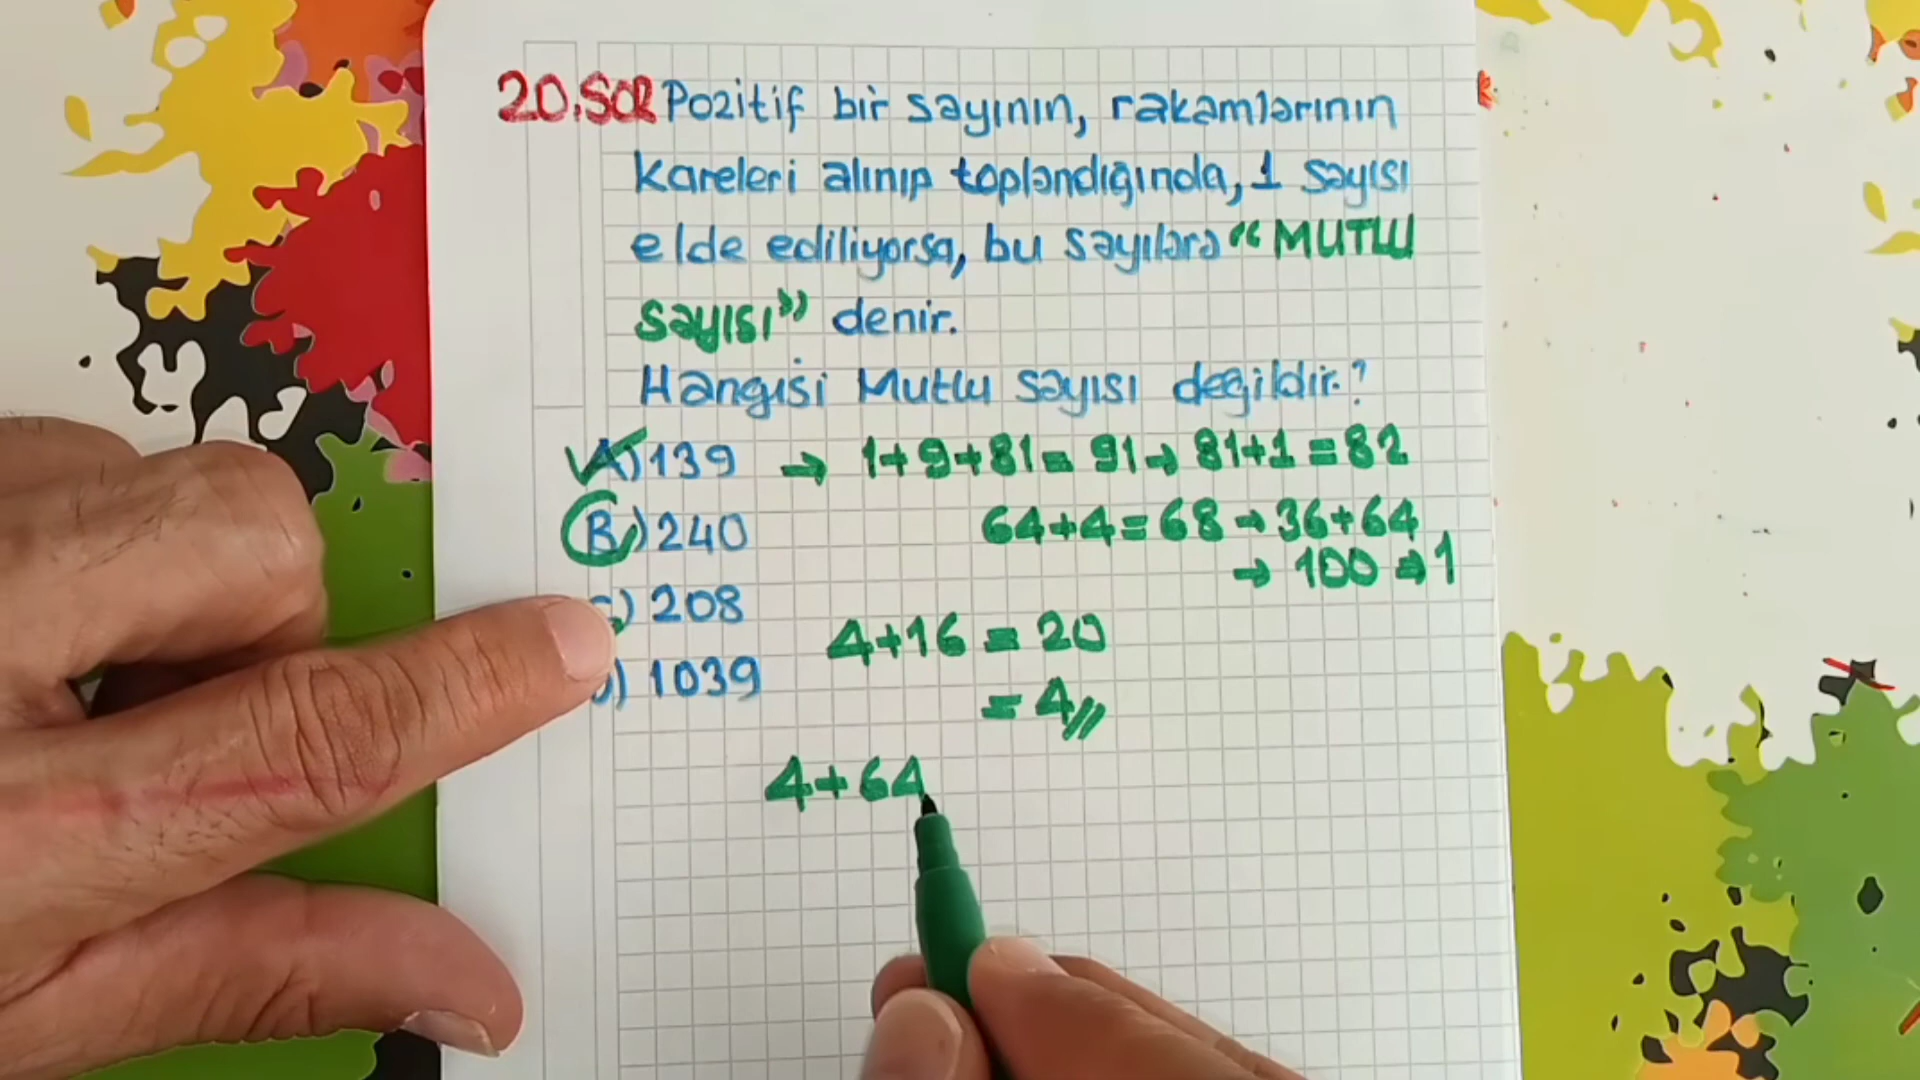 20.SOR Pozitif bir sayının, rakamlarının
kareleri alınıp toplandığında, 1 sayısı
elde ediliyorsa, bu sayılara "MUTLU
sayısı" denir.
Hangisi Mutlu sayısı değildir?
A) 139 → 1+9+81=91→81+1=82
B) 240 64+4=68→36+64
→ 100→1
C) 208
4+16=20
D) 1039
=4//
4+64